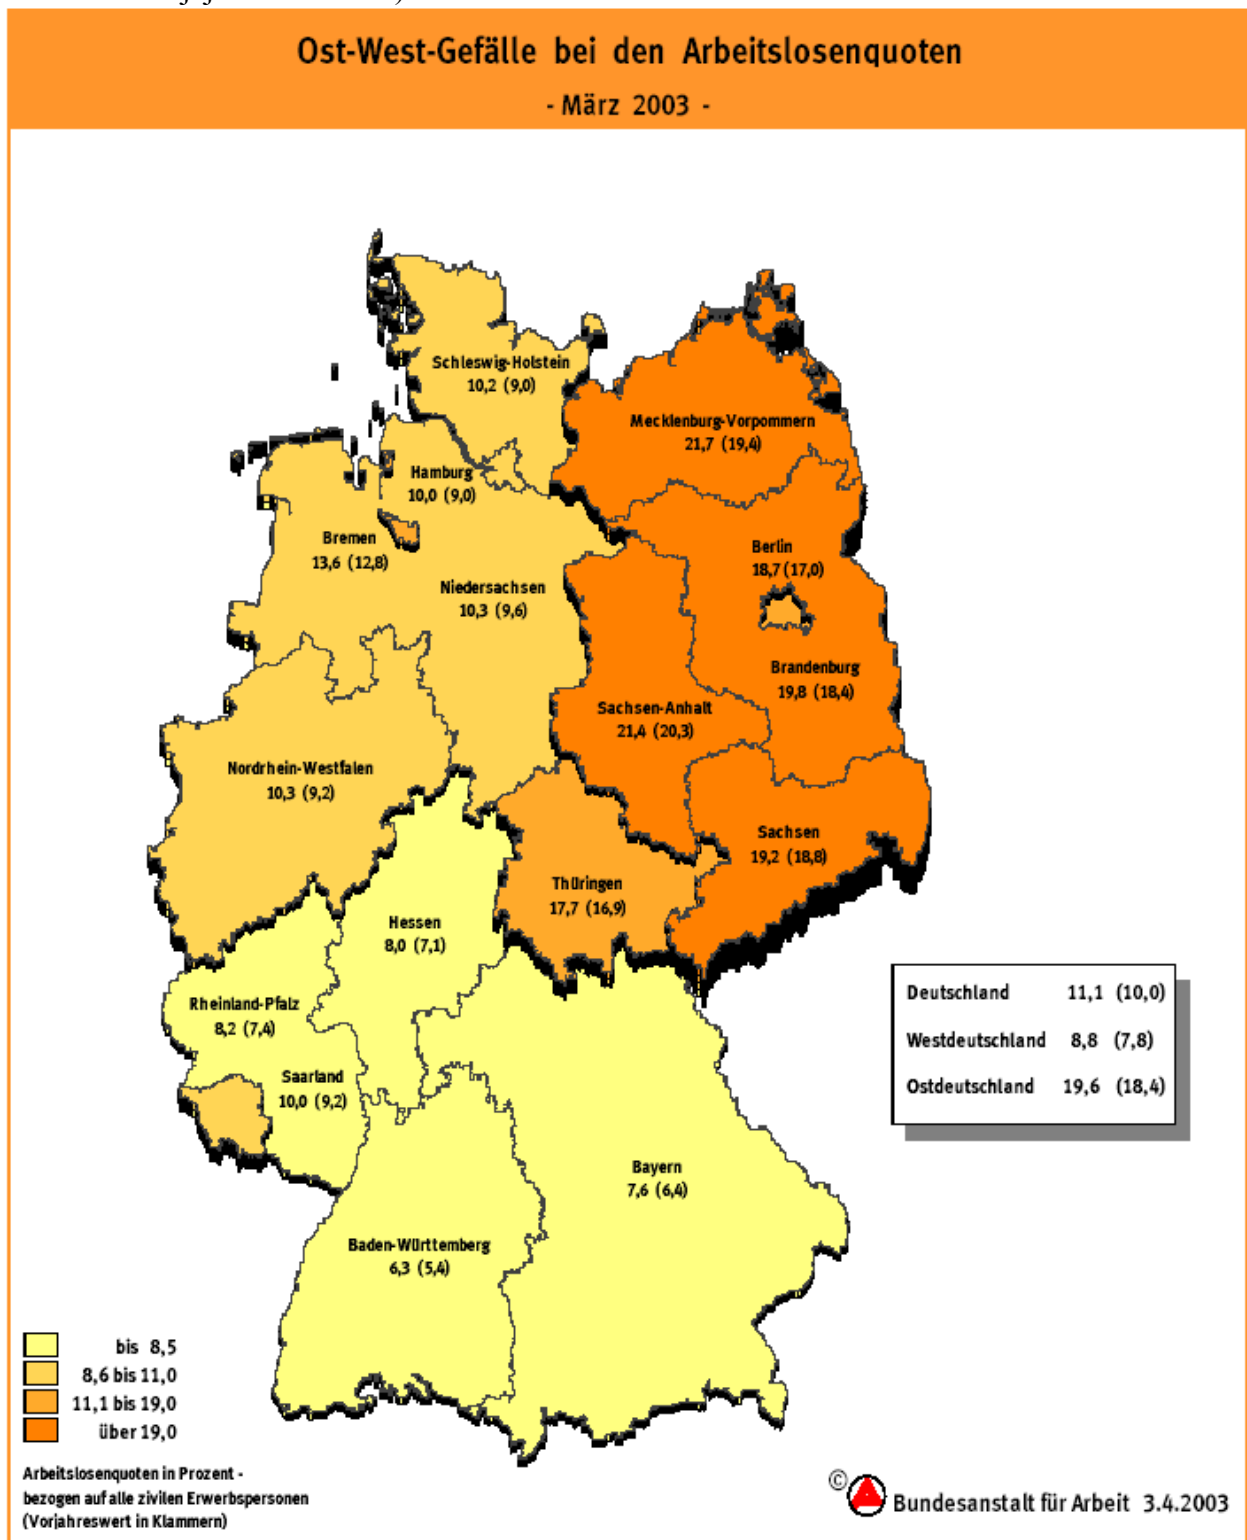 Ost-West-Gefälle bei den Arbeitslosenquoten
- März 2003 -
Schleswig-Holstein
10,2 (9,0)
Mecklenburg-Vorpommern
21,7 (19,4)
Hamburg
10,0 (9,0)
Bremen
13,6 (12,8)
Berlin
18,7 (17,0)
Niedersachsen
10,3 (9,6)
Brandenburg
19,8 (18,4)
Sachsen-Anhalt
21,4 (20,3)
Nordrhein-Westfalen
10,3 (9,2)
Sachsen
19,2 (18,8)
Thüringen
17,7 (16,9)
Hessen
8,0 (7,1)
Rheinland-Pfalz
8,2 (7,4)
Saarland
10,0 (9,2)
Deutschland 11,1 (10,0)
Westdeutschland 8,8 (7,8)
Ostdeutschland 19,6 (18,4)
Bayern
7,6 (6,4)
Baden-Württemberg
6,3 (5,4)
bis 8,5
8,6 bis 11,0
11,1 bis 19,0
über 19,0
Arbeitslosenquoten in Prozent -
bezogen auf alle zivilen Erwerbspersonen
(Vorjahreswert in Klammern)
© Bundesanstalt für Arbeit 3.4.2003